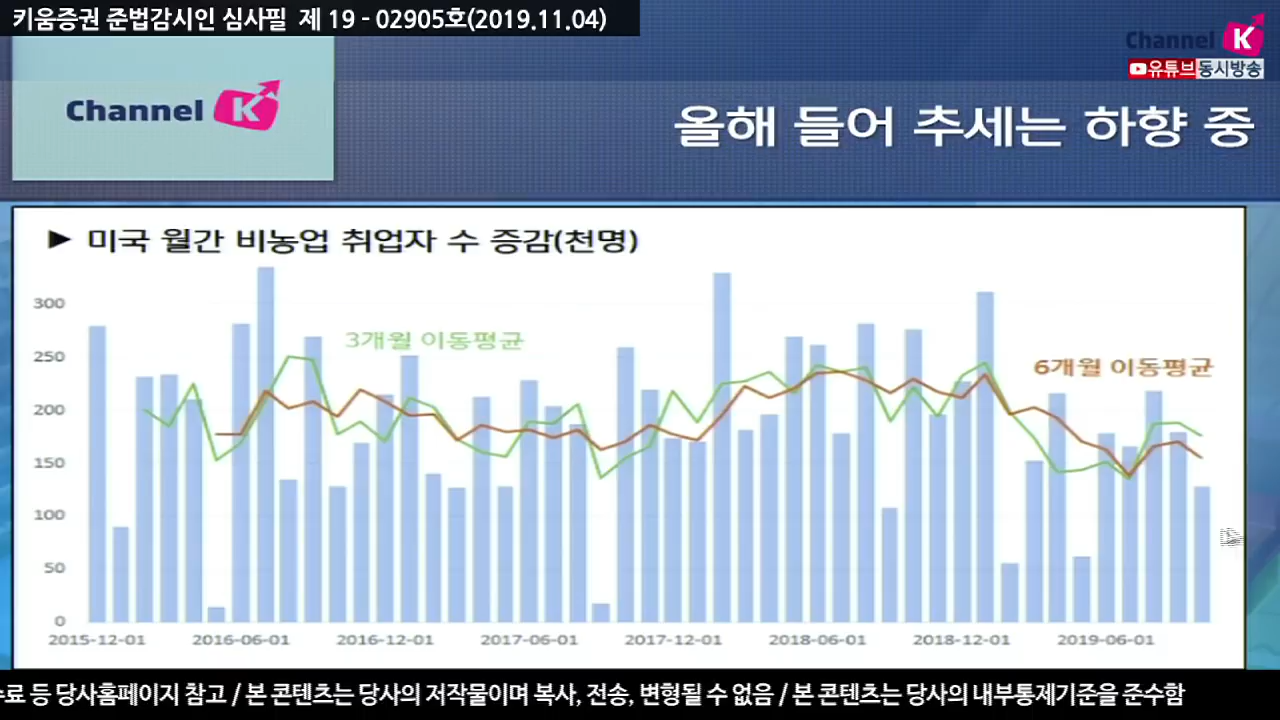 키움증권 준법감시인 심사필 제 19 - 02905호(2019.11.04)
Channel K
유튜브 동시방송
Channel K
올해 들어 추세는 하향 중
▶ 미국 월간 비농업 취업자 수 증감(천명)
300
3개월 이동평균
250
6개월 이동평균
200
150
100
50
0
2015-12-01 2016-06-01 2016-12-01 2017-06-01 2017-12-01 2018-06-01 2018-12-01 2019-06-01
등 당사홈페이지 참고 / 본 콘텐츠는 당사의 저작물이며 복사, 전송, 변형될 수 없음 / 본 콘텐츠는 당사의 내부통제기준을 준수함